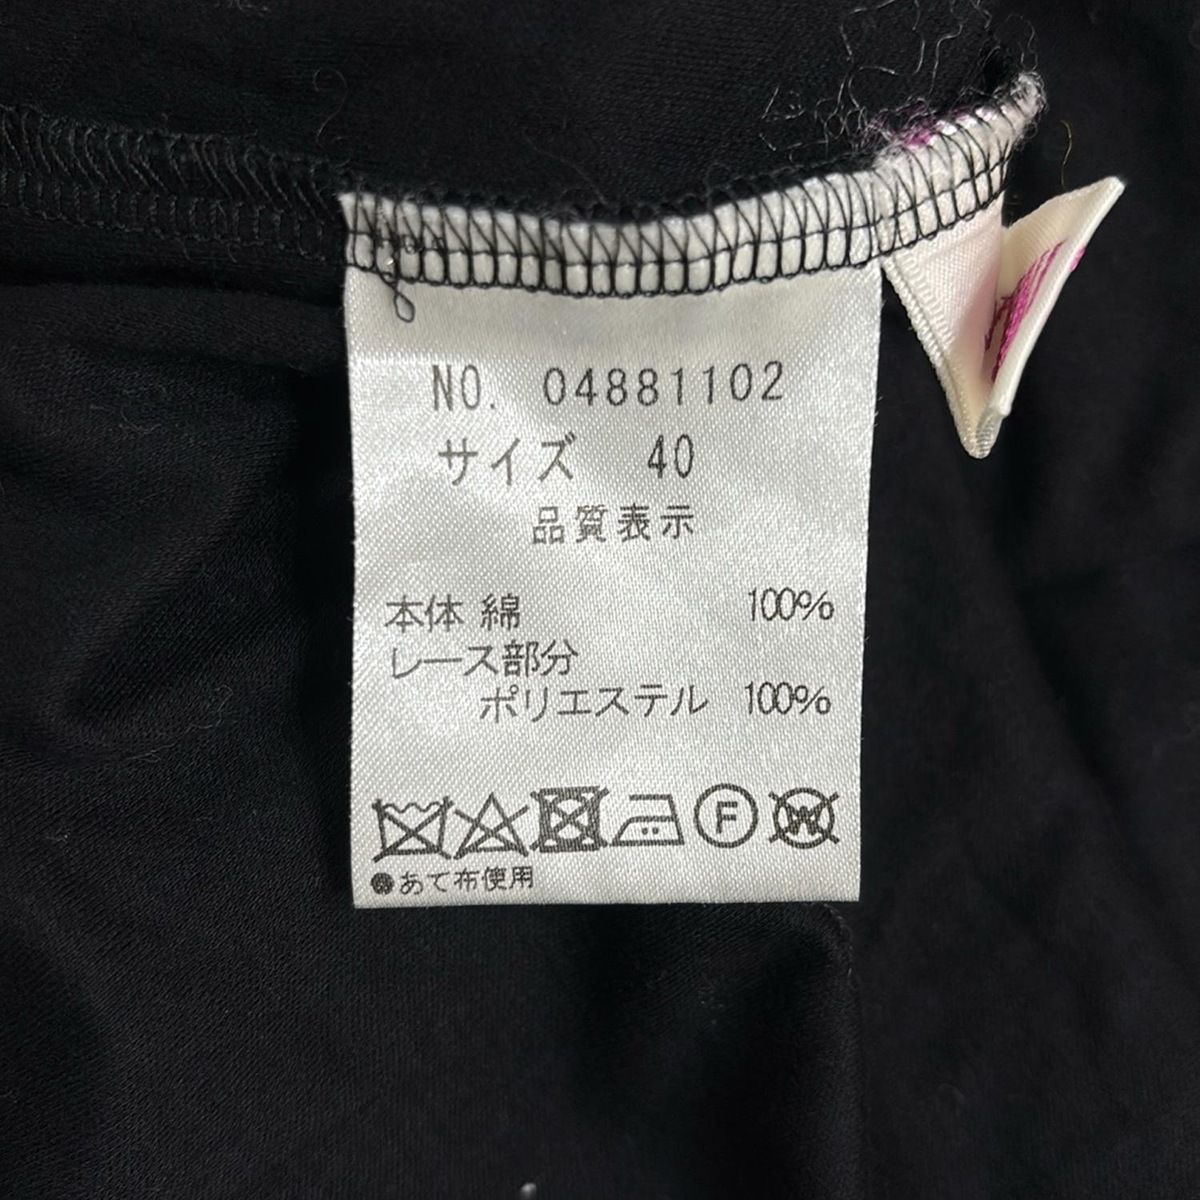 NO. 04881102
サイズ 40
品質表示
本体 綿 100%
レース部分
ポリエステル 100%
F W
●あて布使用